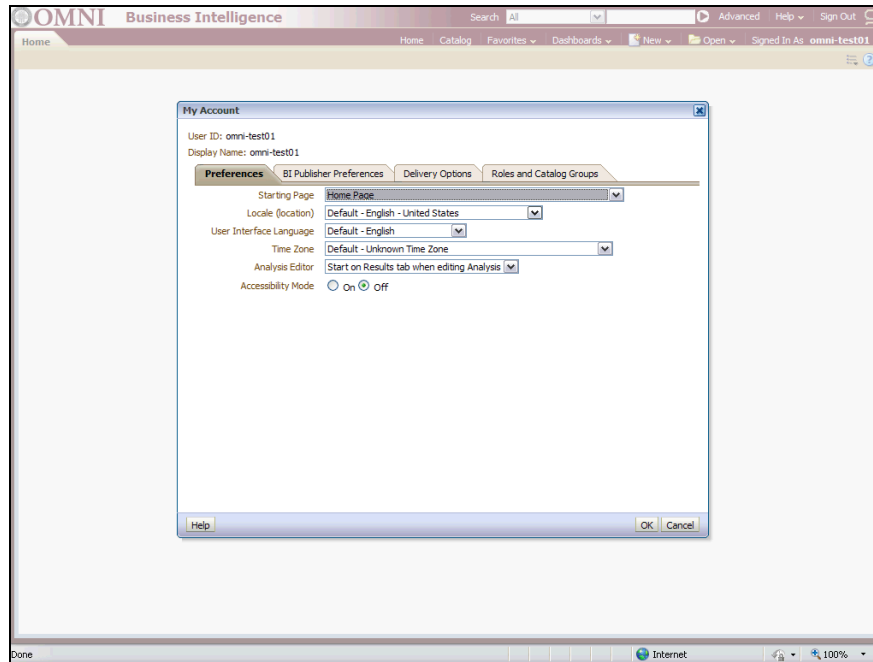 OMNI Business Intelligence Search All Advanced Help Sign Out
Home Home Catalog Favorites Dashboards New Open Signed In As omni-test01
My Account
User ID: omni-test01
Display Name: omni-test01
Preferences BI Publisher Preferences Delivery Options Roles and Catalog Groups
Starting Page Home Page
Locale (location) Default - English - United States
User Interface Language Default - English
Time Zone Default - Unknown Time Zone
Analysis Editor Start on Results tab when editing Analysis
Accessibility Mode On Off
Help OK Cancel
Done Internet 100%